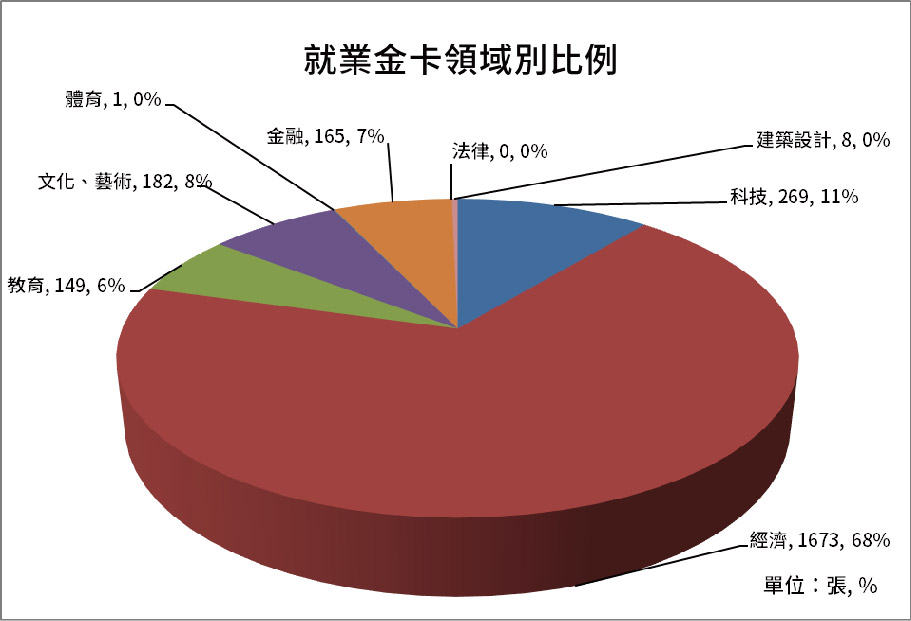 就業金卡領域別比例
體育, 1, 0%
金融, 165, 7%
法律, 0, 0%
建築設計, 8, 0%
文化、藝術, 182, 8%
科技, 269, 11%
教育, 149, 6%
經濟, 1673, 68%
單位：張, %